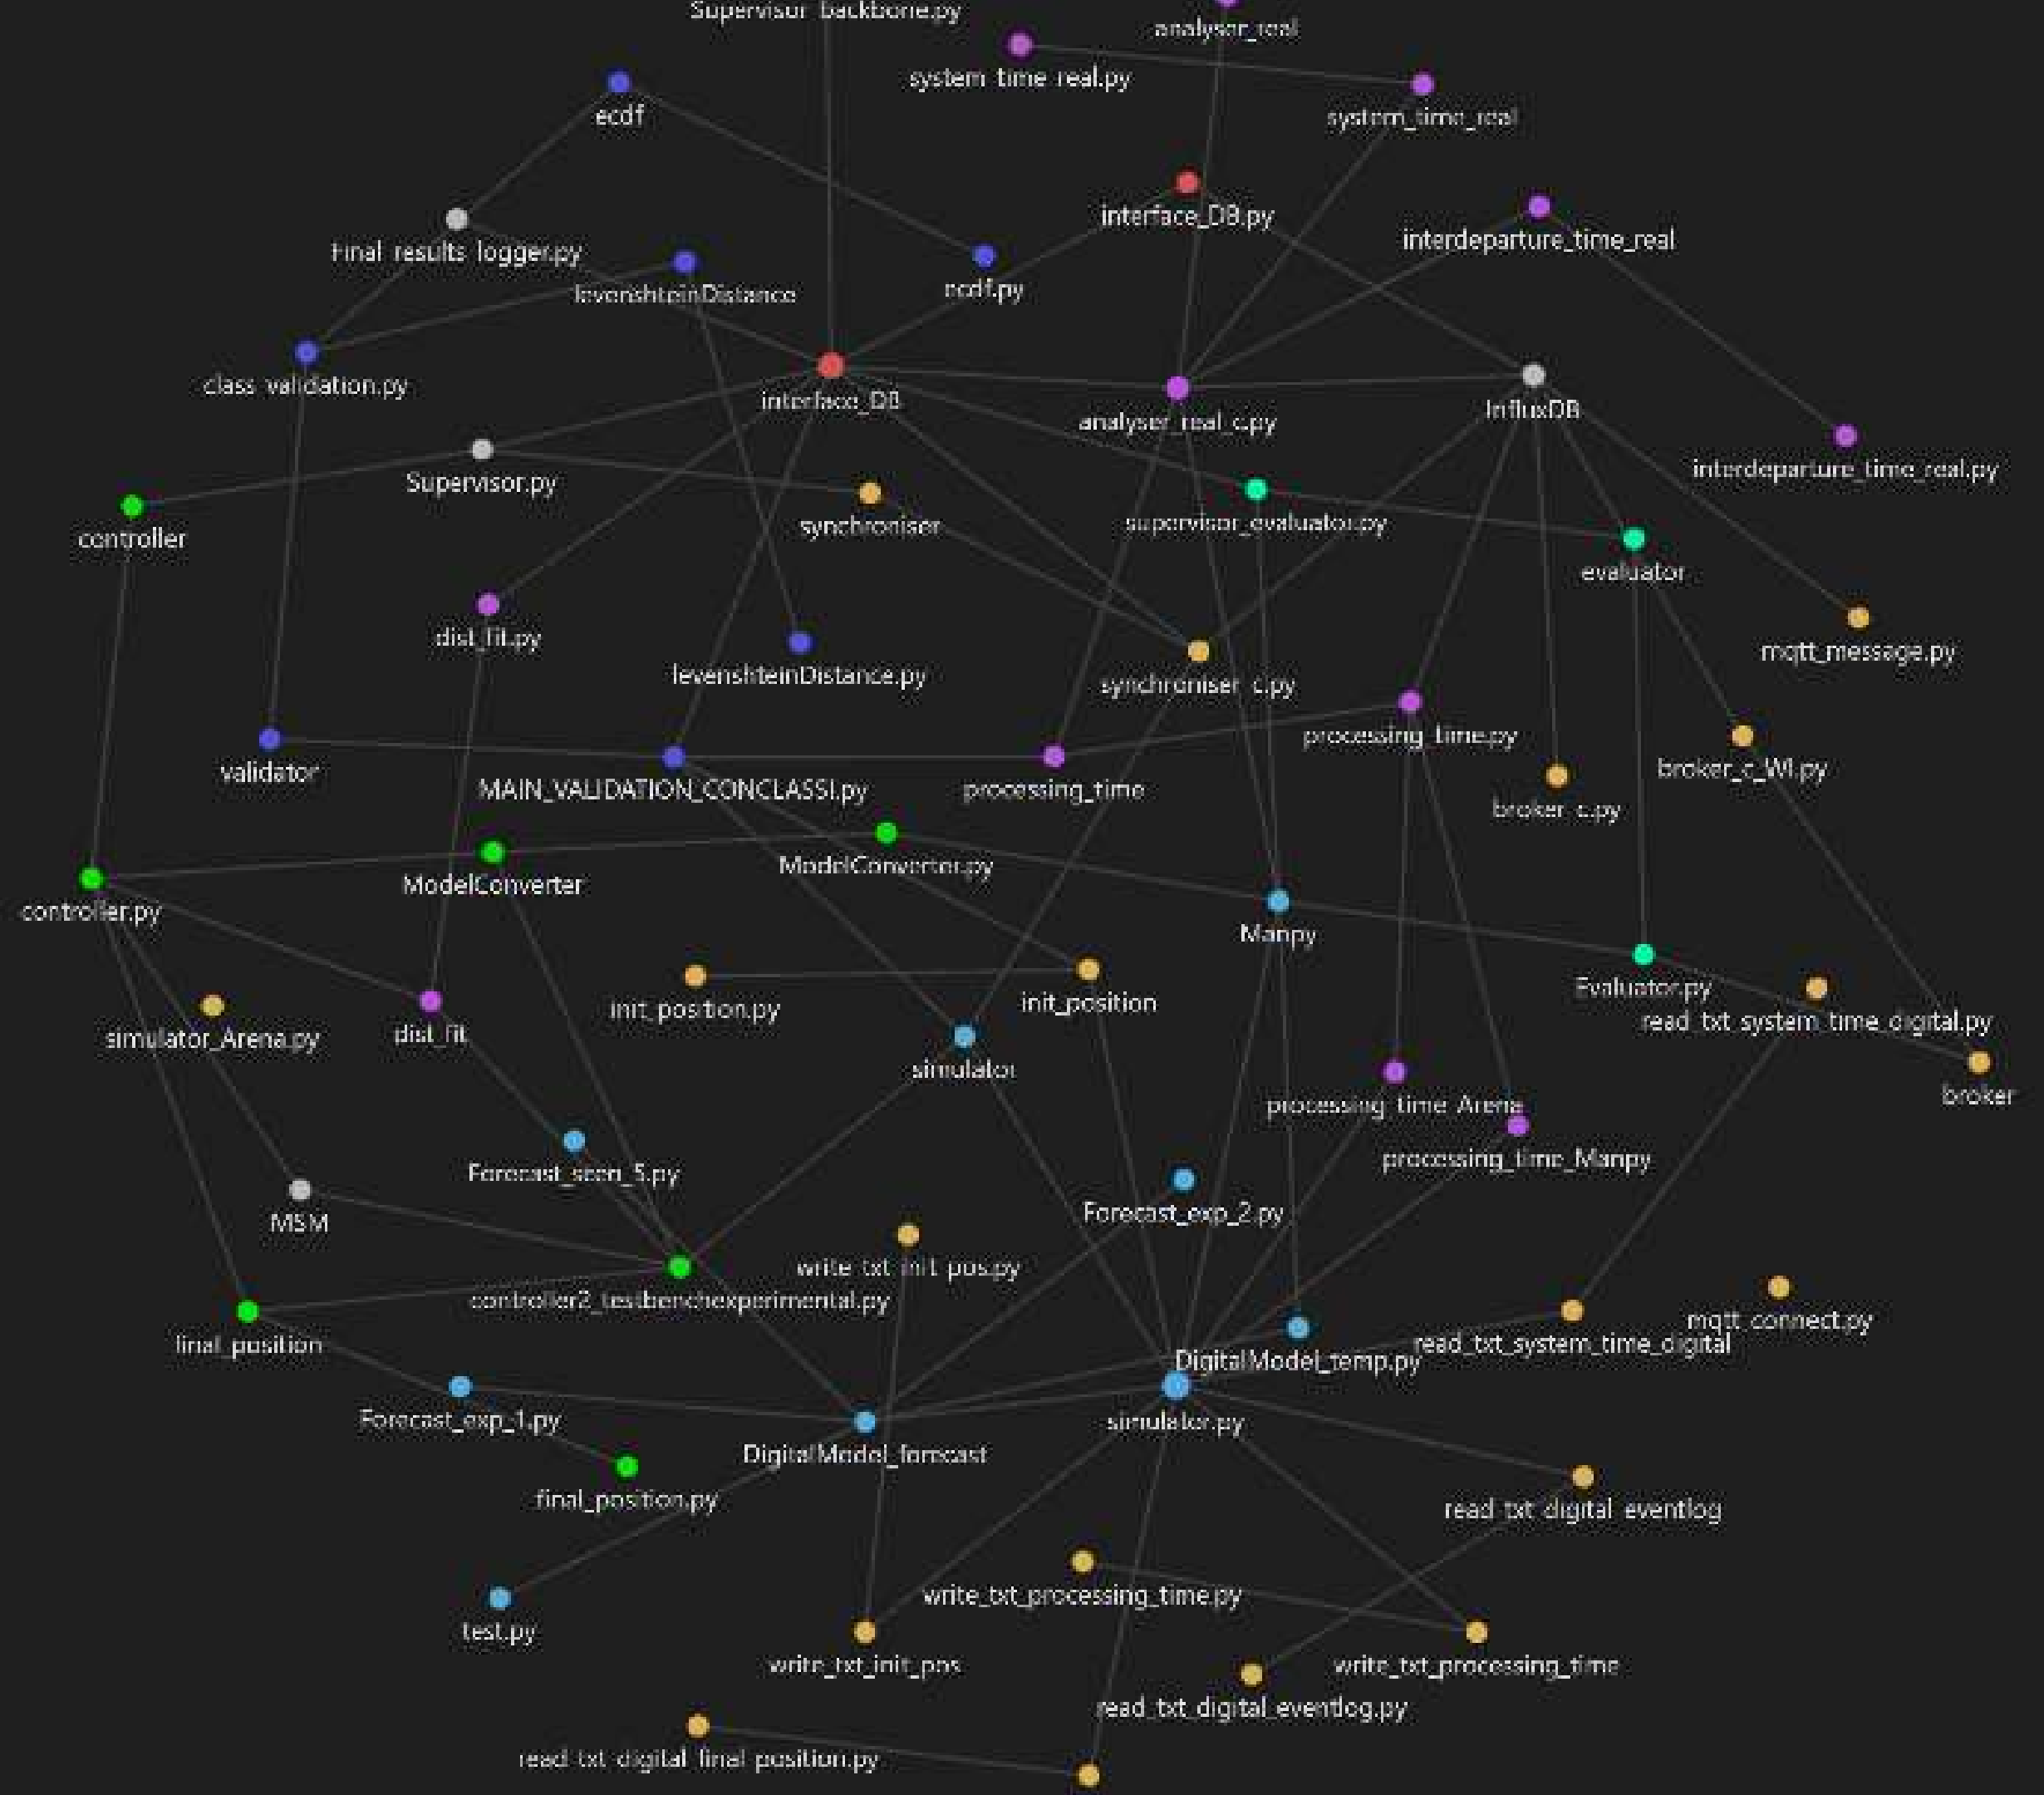 Supervisor_backbone.py
analyser_real
system_time_real.py
ecdf
system_time_real
interface_DB.py
interdeparture_time_real
Final_results_logger.py
levenshteinDistance
ecdf.py
class_validation.py
interface_DB
analyser_real_c.py
InfluxDB
interdeparture_time_real.py
Supervisor.py
synchroniser
supervisor_evaluator.py
controller
evaluator
dist_fit.py
levenshteinDistance.py
synchroniser_c.py
mqtt_message.py
processing_time.py
validator
MAIN_VALIDATION_CONCLASSI.py
processing_time
broker_c_WI.py
broker_c.py
ModelConverter
ModelConverter.py
controller.py
Manpy
init_position.py
init_position
Evaluator.py
simulator_Arena.py
dist_fit
read_txt_system_time_digital.py
simulator
broker
processing_time_Arena
Forecast_scen_5.py
processing_time_Manpy
MSM
Forecast_exp_2.py
write_txt_init_pos.py
controller2_testbenchexperimental.py
final_position
mqtt_connect.py
read_txt_system_time_digital
DigitalModel_temp.py
Forecast_exp_1.py
simulator.py
DigitalModel_forecast
final_position.py
read_txt_digital_eventlog
write_txt_processing_time.py
test.py
write_txt_init_pos
write_txt_processing_time
read_txt_digital_eventlog.py
read_txt_digital_final_position.py